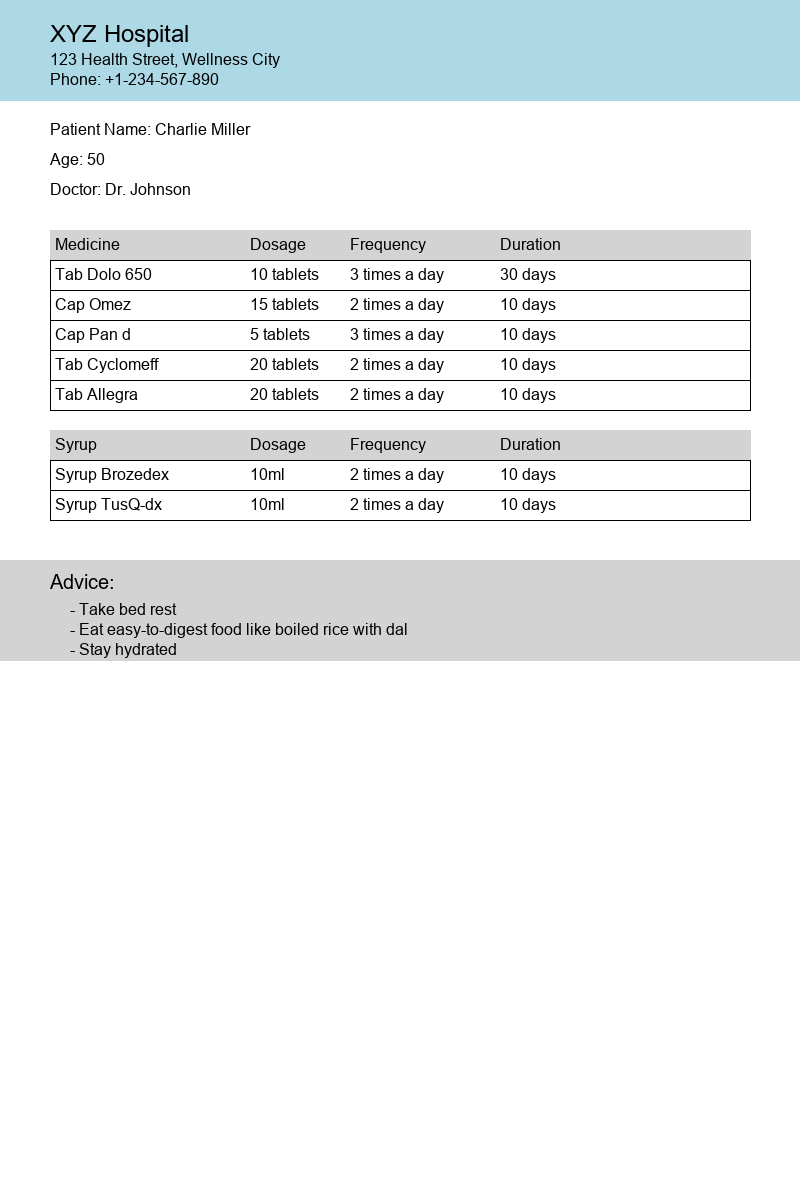 XYZ Hospital
123 Health Street, Wellness City
Phone: +1-234-567-890
Patient Name: Charlie Miller
Age: 50
Doctor: Dr. Johnson
Medicine Dosage Frequency Duration
Tab Dolo 650 10 tablets 3 times a day 30 days
Cap Omez 15 tablets 2 times a day 10 days
Cap Pan d 5 tablets 3 times a day 10 days
Tab Cyclomeff 20 tablets 2 times a day 10 days
Tab Allegra 20 tablets 2 times a day 10 days
Syrup Dosage Frequency Duration
Syrup Brozedex 10ml 2 times a day 10 days
Syrup TusQ-dx 10ml 2 times a day 10 days
Advice:
- Take bed rest
- Eat easy-to-digest food like boiled rice with dal
- Stay hydrated